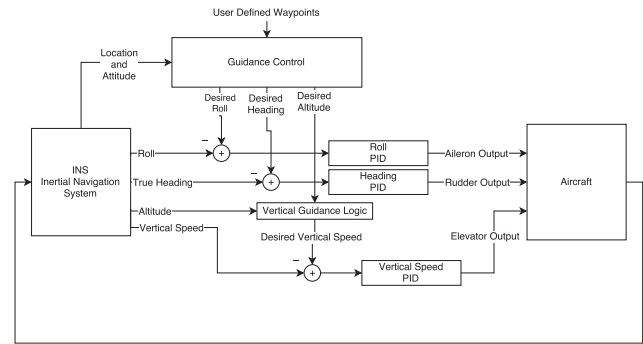 User Defined Waypoints
Location
and
Attitude
Guidance Control
Desired
Roll
Desired
Heading
Desired
Altitude
INS
Inertial Navigation
System
Roll
−
+
Roll
PID
Aileron Output
True Heading
−
+
Heading
PID
Rudder Output
Aircraft
Altitude
Vertical Guidance Logic
Vertical Speed
Desired Vertical Speed
Elevator Output
−
+
Vertical Speed
PID